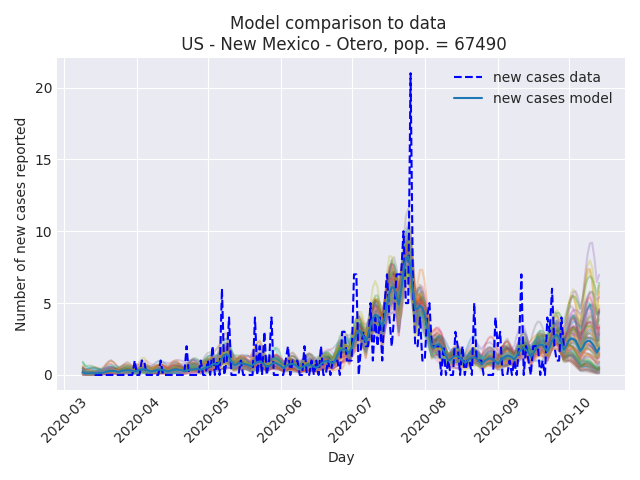 Model comparison to data
US - New Mexico - Otero, pop. = 67490
new cases data
new cases model
Number of new cases reported
20
15
10
5
0
2020-03
2020-04
2020-05
2020-06
2020-07
2020-08
2020-09
2020-10
Day